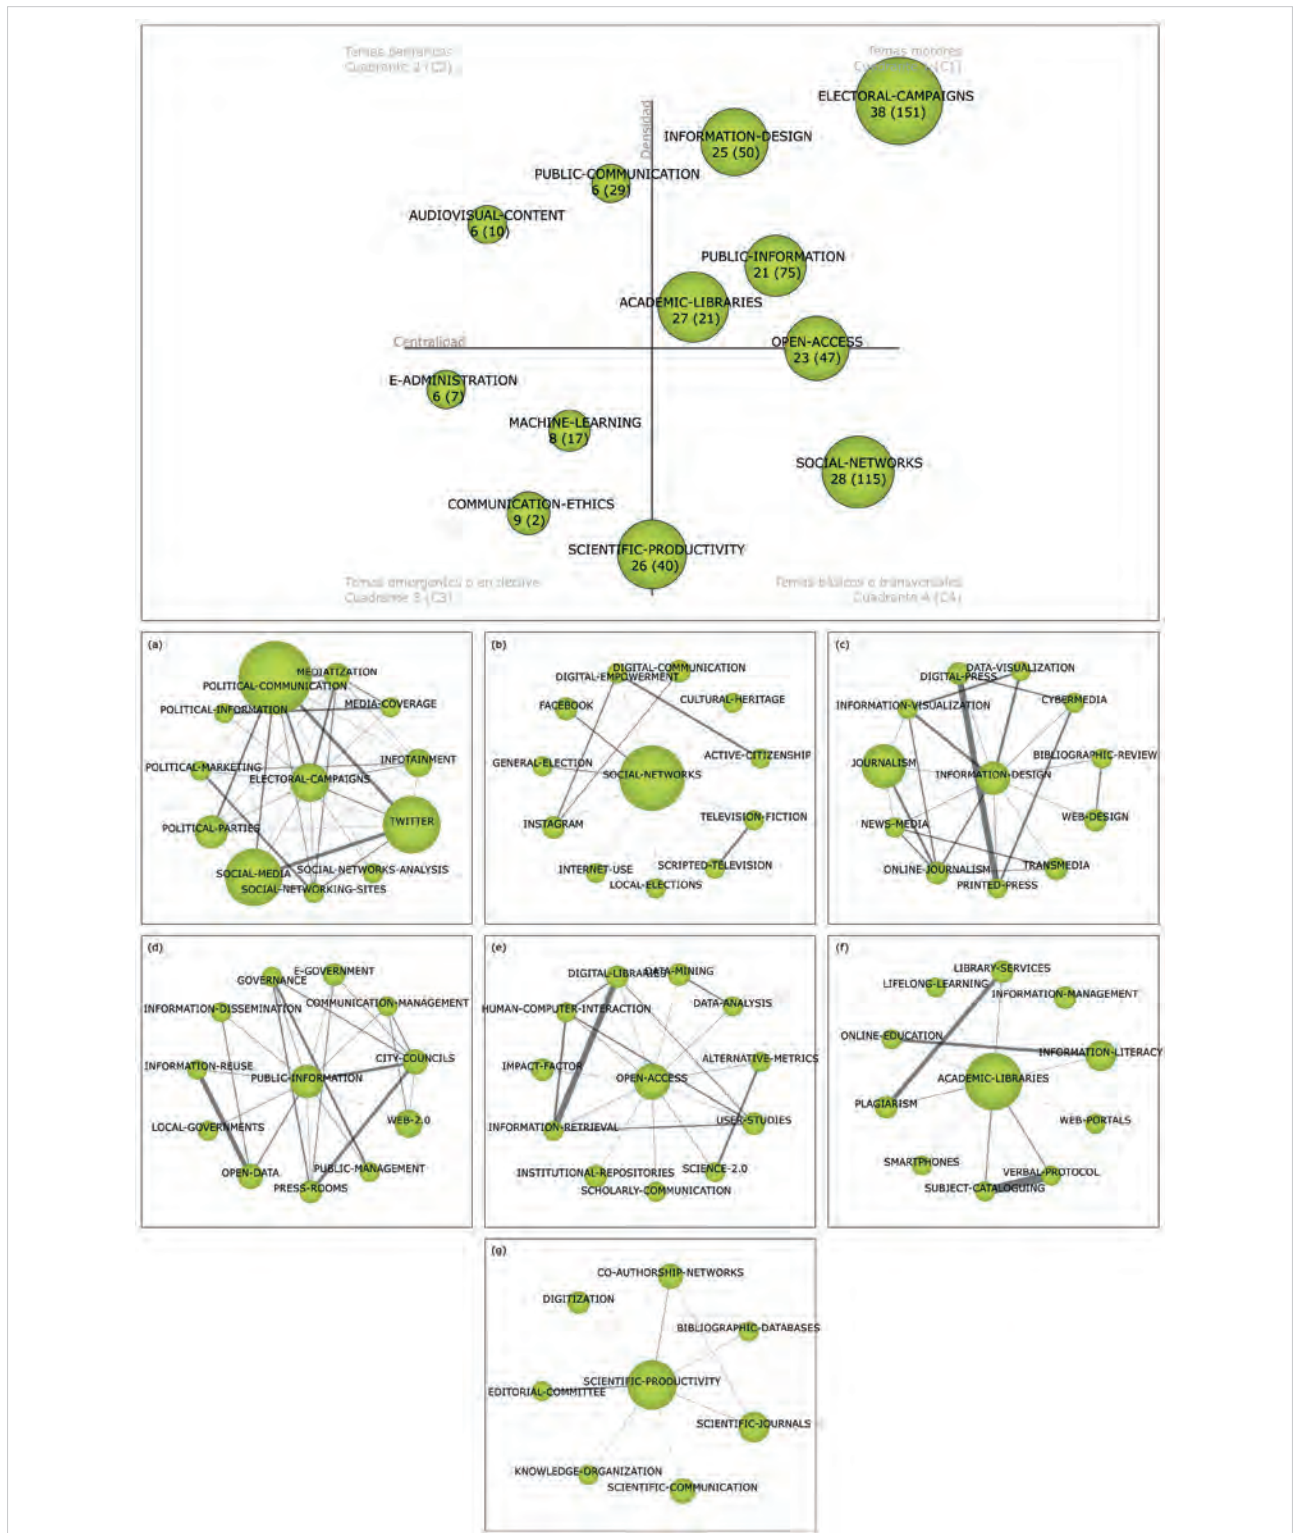 Temas
Cuadrante 2 (C2)
Temas motores
(C1)
Densidad
ELECTORAL-CAMPAIGNS
38 (151)
INFORMATION-DESIGN
25 (50)
PUBLIC-COMMUNICATION
6 (29)
AUDIOVISUAL-CONTENT
6 (10)
PUBLIC-INFORMATION
21 (75)
ACADEMIC-LIBRARIES
27 (21)
Centralidad
OPEN-ACCESS
23 (47)
E-ADMINISTRATION
6 (7)
MACHINE-LEARNING
8 (17)
SOCIAL-NETWORKS
28 (115)
COMMUNICATION-ETHICS
9 (2)
SCIENTIFIC-PRODUCTIVITY
26 (40)
Temas emergentes o en declive
Cuadrante 3 (C3)
Temas básicos o transversales
Cuadrante 4 (C4)
(a)
MEDIATIZATION
POLITICAL-COMMUNICATION
POLITICAL-INFORMATION
MEDIA-COVERAGE
INFOTAINMENT
POLITICAL-MARKETING
ELECTORAL-CAMPAIGNS
TWITTER
POLITICAL-PARTIES
SOCIAL-NETWORKS-ANALYSIS
SOCIAL-MEDIA
SOCIAL-NETWORKING-SITES
(b)
DIGITAL-COMMUNICATION
DIGITAL-EMPOWERMENT
CULTURAL-HERITAGE
FACEBOOK
ACTIVE-CITIZENSHIP
GENERAL-ELECTION
SOCIAL-NETWORKS
TELEVISION-FICTION
INSTAGRAM
SCRIPTED-TELEVISION
INTERNET-USE
LOCAL-ELECTIONS
(c)
DATA-VISUALIZATION
DIGITAL-PRESS
CYBERMEDIA
INFORMATION-VISUALIZATION
BIBLIOGRAPHIC-REVIEW
JOURNALISM
INFORMATION-DESIGN
WEB-DESIGN
NEWS-MEDIA
TRANSMEDIA
ONLINE-JOURNALISM
PRINTED-PRESS
(d)
E-GOVERNMENT
GOVERNANCE
COMMUNICATION-MANAGEMENT
INFORMATION-DISSEMINATION
CITY-COUNCILS
INFORMATION-REUSE
PUBLIC-INFORMATION
WEB-2.0
LOCAL-GOVERNMENTS
PUBLIC-MANAGEMENT
OPEN-DATA
PRESS-ROOMS
(e)
DIGITAL-LIBRARIES
DATA-MINING
HUMAN-COMPUTER-INTERACTION
DATA-ANALYSIS
ALTERNATIVE-METRICS
IMPACT-FACTOR
OPEN-ACCESS
USER-STUDIES
INFORMATION-RETRIEVAL
INSTITUTIONAL-REPOSITORIES
SCIENCE-2.0
SCHOLARLY-COMMUNICATION
(f)
LIBRARY-SERVICES
LIFELONG-LEARNING
INFORMATION-MANAGEMENT
ONLINE-EDUCATION
INFORMATION-LITERACY
ACADEMIC-LIBRARIES
PLAGIARISM
WEB-PORTALS
SMARTPHONES
VERBAL-PROTOCOL
SUBJECT-CATALOGUING
(g)
CO-AUTHORSHIP-NETWORKS
DIGITIZATION
BIBLIOGRAPHIC-DATABASES
SCIENTIFIC-PRODUCTIVITY
EDITORIAL-COMMITTEE
SCIENTIFIC-JOURNALS
KNOWLEDGE-ORGANIZATION
SCIENTIFIC-COMMUNICATION